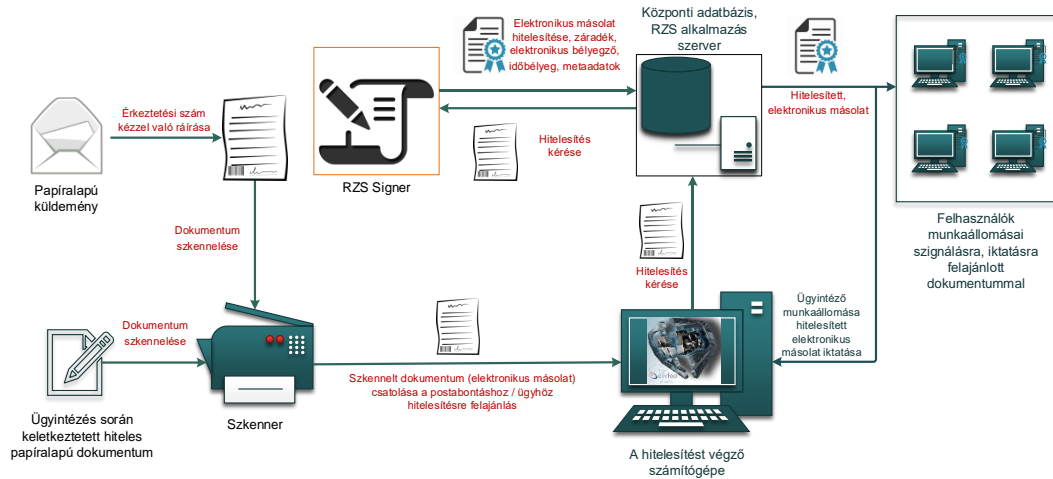 Elektronikus másolat
hitelesítése, záradék,
elektronikus bélyegző,
időbélyeg, metaadatok
Központi adatbázis,
RZS alkalmazás
szerver
Hitelesített,
elektronikus másolat
Érkeztetési szám
kézzel való ráírása
Hitelesítés
kérése
Papíralapú
küldemény
RZS Signer
Felhasználók
munkaállomásai
szignálásra, iktatásra
felajánlott
dokumentummal
Dokumentum
szkennelése
Hitelesítés
kérése
Ügyintéző
munkaállomása
hitelesített
elektronikus
másolat iktatása
Dokumentum
szkennelése
Szkennelt dokumentum (elektronikus másolat)
csatolása a postabontáshoz / ügyhöz
hitelesítésre felajánlás
Ügyintézés során
keletkeztetett hiteles
papíralapú dokumentum
Szkenner
A hitelesítést végző
számítógépe